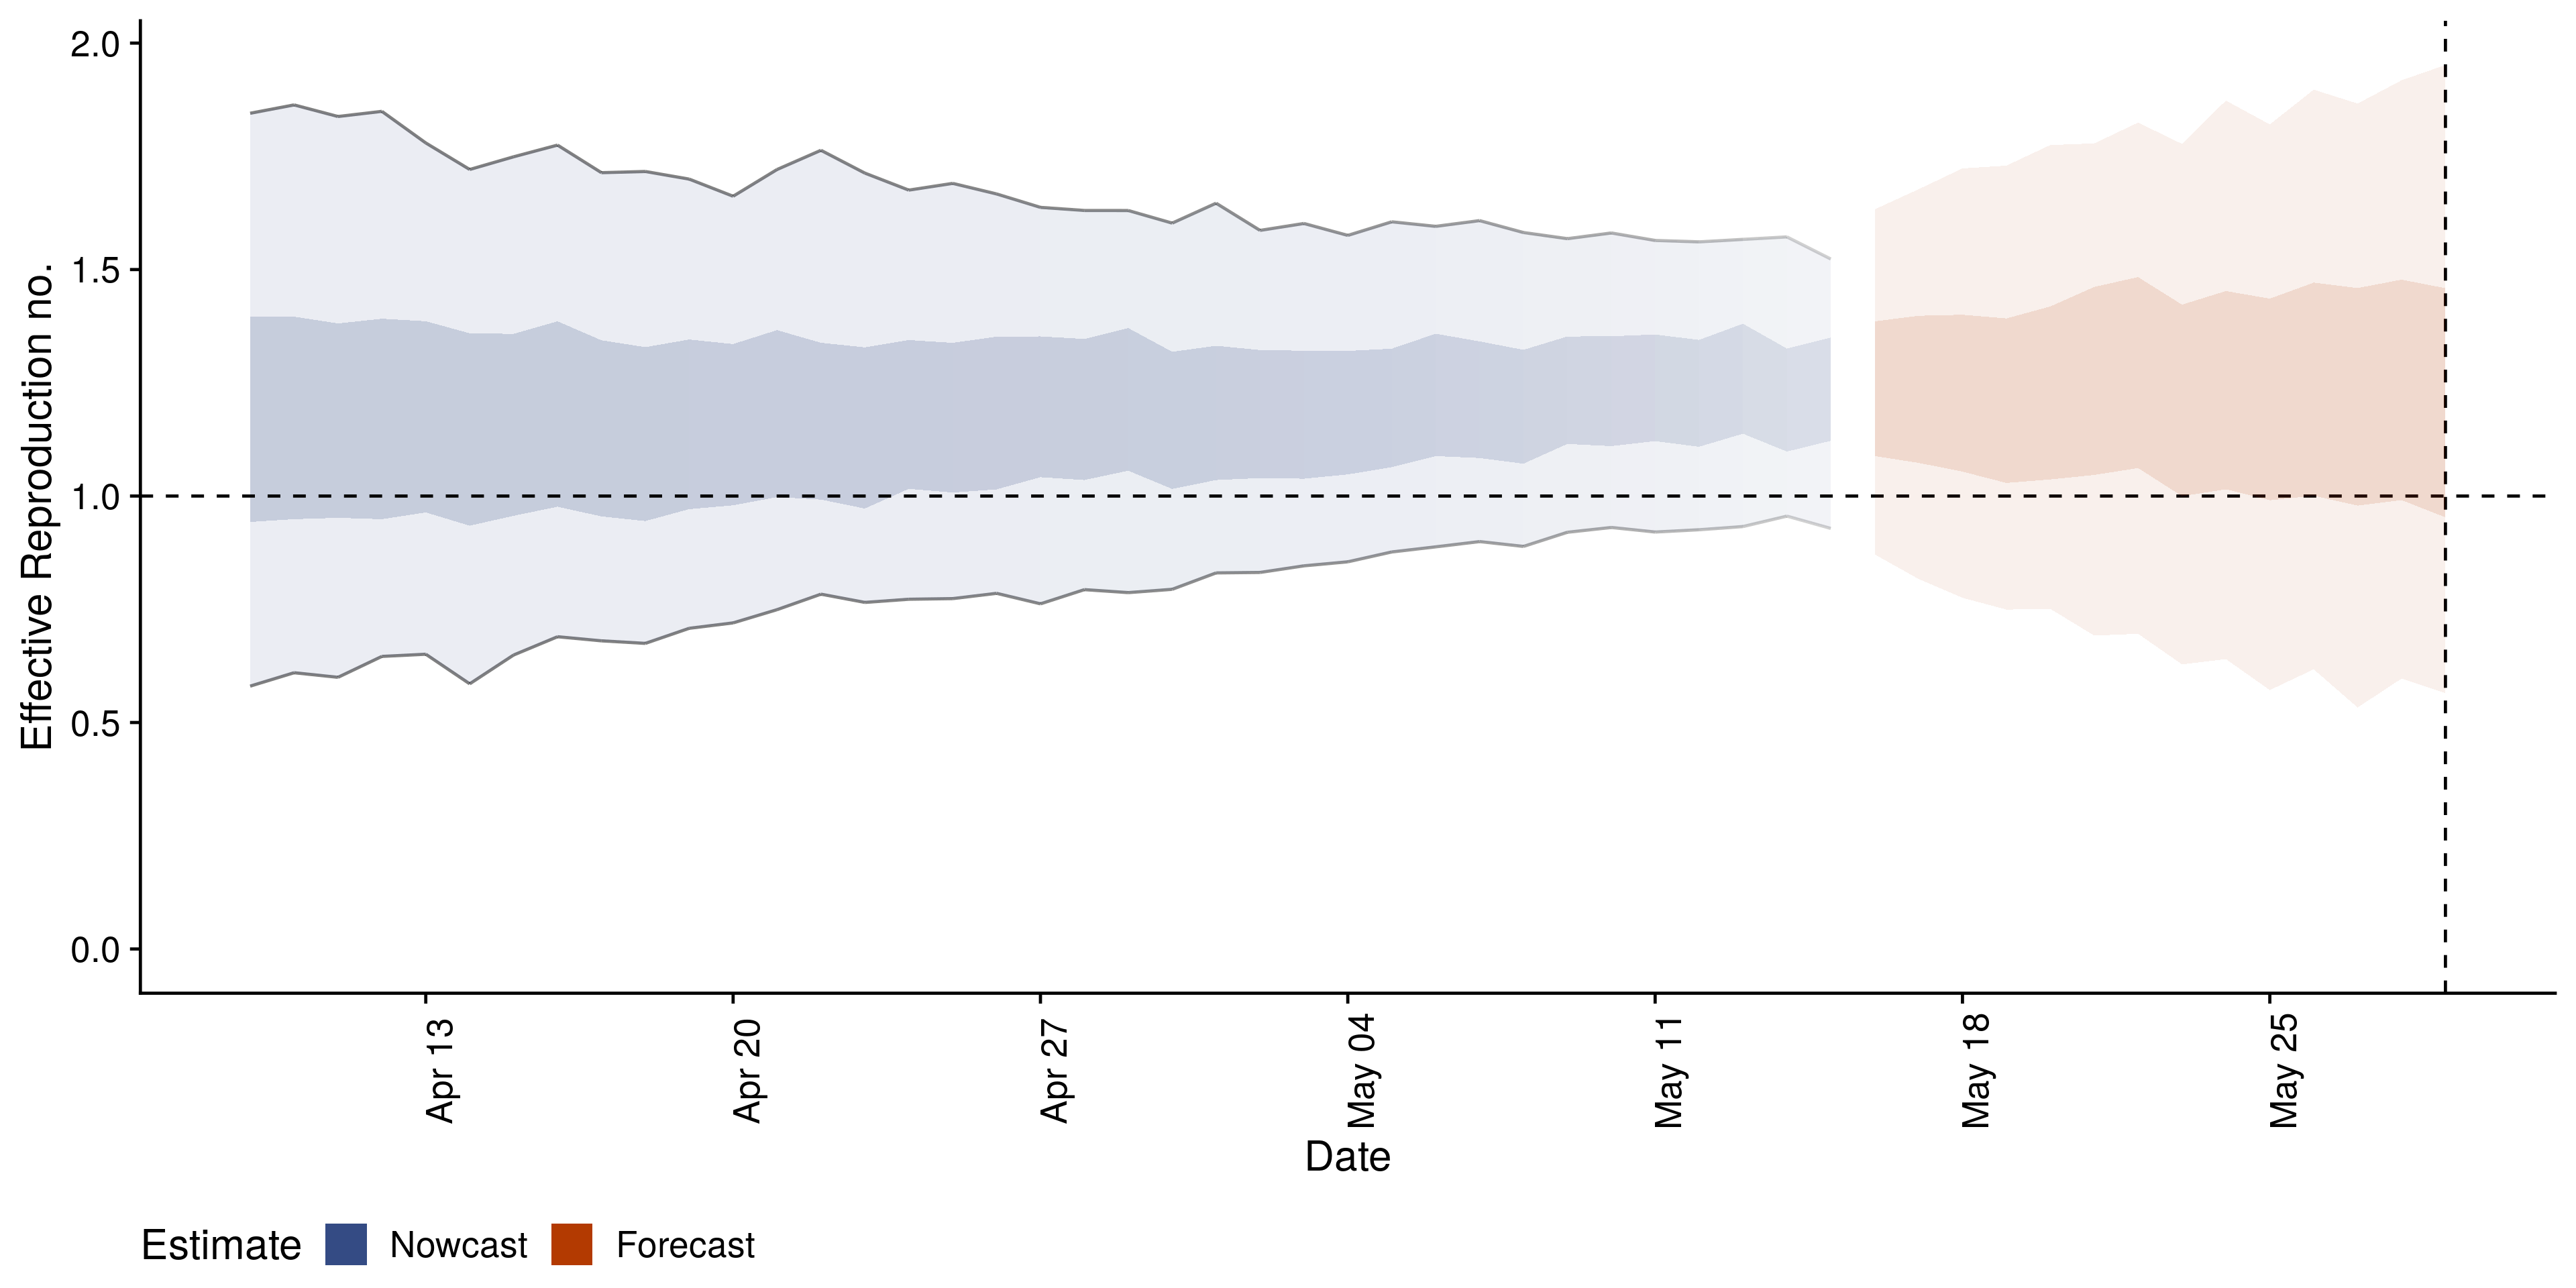 Effective Reproduction no.
2.0
1.5
1.0
0.5
0.0
Apr 13
Apr 20
Apr 27
May 04
May 11
May 18
May 25
Date
Estimate Nowcast Forecast